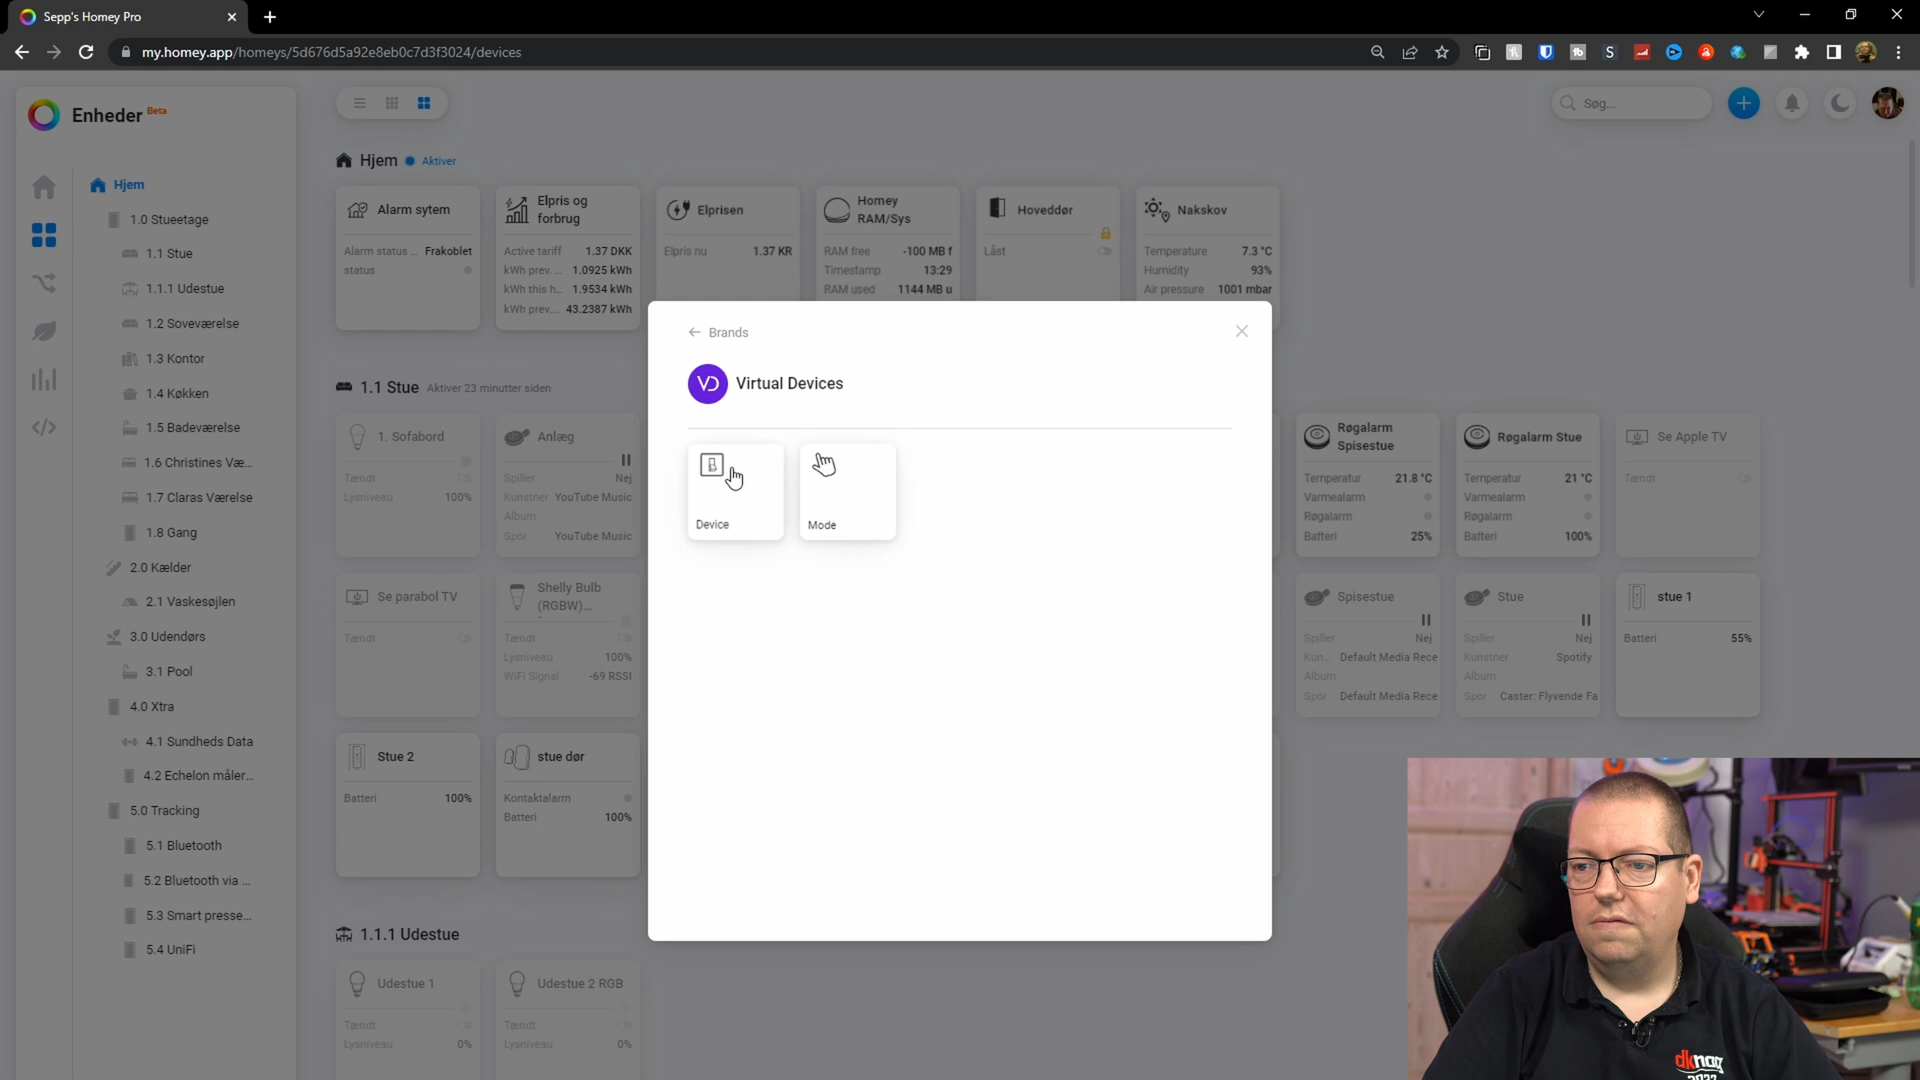 Sepp's Homey Pro
my.homey.app/homeys/5d676d5a92e8eb0c7d3f3024/devices
Enheder Beta
Søg...
Hjem
1.0 Stueetage
1.1 Stue
1.1.1 Udestue
1.2 Soveværelse
1.3 Kontor
1.4 Køkken
1.5 Badeværelse
1.6 Christines Væ...
1.7 Claras Værelse
1.8 Gang
2.0 Kælder
2.1 Vaskesøjlen
3.0 Udendørs
3.1 Pool
4.0 Xtra
4.1 Sundheds Data
4.2 Echelon måler...
5.0 Tracking
5.1 Bluetooth
5.2 Bluetooth via ...
5.3 Smart presse...
5.4 UniFi
Hjem Aktiver
Alarm sytem
Alarm status ... Frakoblet
status
Elpris og
forbrug
Active tariff 1.37 DKK
kWh prev. ... 1.0925 kWh
kWh this h... 1.9534 kWh
kWh prev.... 43.2387 kWh
Elprisen
Elpris nu 1.37 KR
Homey
RAM/Sys
RAM free -100 MB f
Timestamp 13:29
RAM used 1144 MB u
Hoveddør
Låst
Nakskov
Temperature 7.3 °C
Humidity 93%
Air pressure 1001 mbar
Brands
VD Virtual Devices
Device
Mode
1.1 Stue Aktiver 23 minutter siden
1. Sofabord
Tændt
Lysniveau 100%
Anlæg
Spiller Nej
Kunstner YouTube Music
Album
Spor YouTube Music
Røgalarm
Spisestue
Temperatur 21.8 °C
Varmealarm
Røgalarm
Batteri 25%
Røgalarm Stue
Temperatur 21 °C
Varmealarm
Røgalarm
Batteri 100%
Se Apple TV
Tændt
Se parabol TV
Tændt
Shelly Bulb
(RGBW)...
Tændt
Lysniveau 100%
WiFi Signal -69 RSSI
Spisestue
Spiller Nej
Kun... Default Media Rece
Album
Spor Default Media Rece
Stue
Spiller Nej
Kunstner Spotify
Album
Spor Caster: Flyvende Fa
stue 1
Batteri 55%
Stue 2
Batteri 100%
stue dør
Kontaktalarm
Batteri 100%
1.1.1 Udestue
Udestue 1
Tændt
Lysniveau 0%
Udestue 2 RGB
Tændt
Lysniveau 0%
dknog